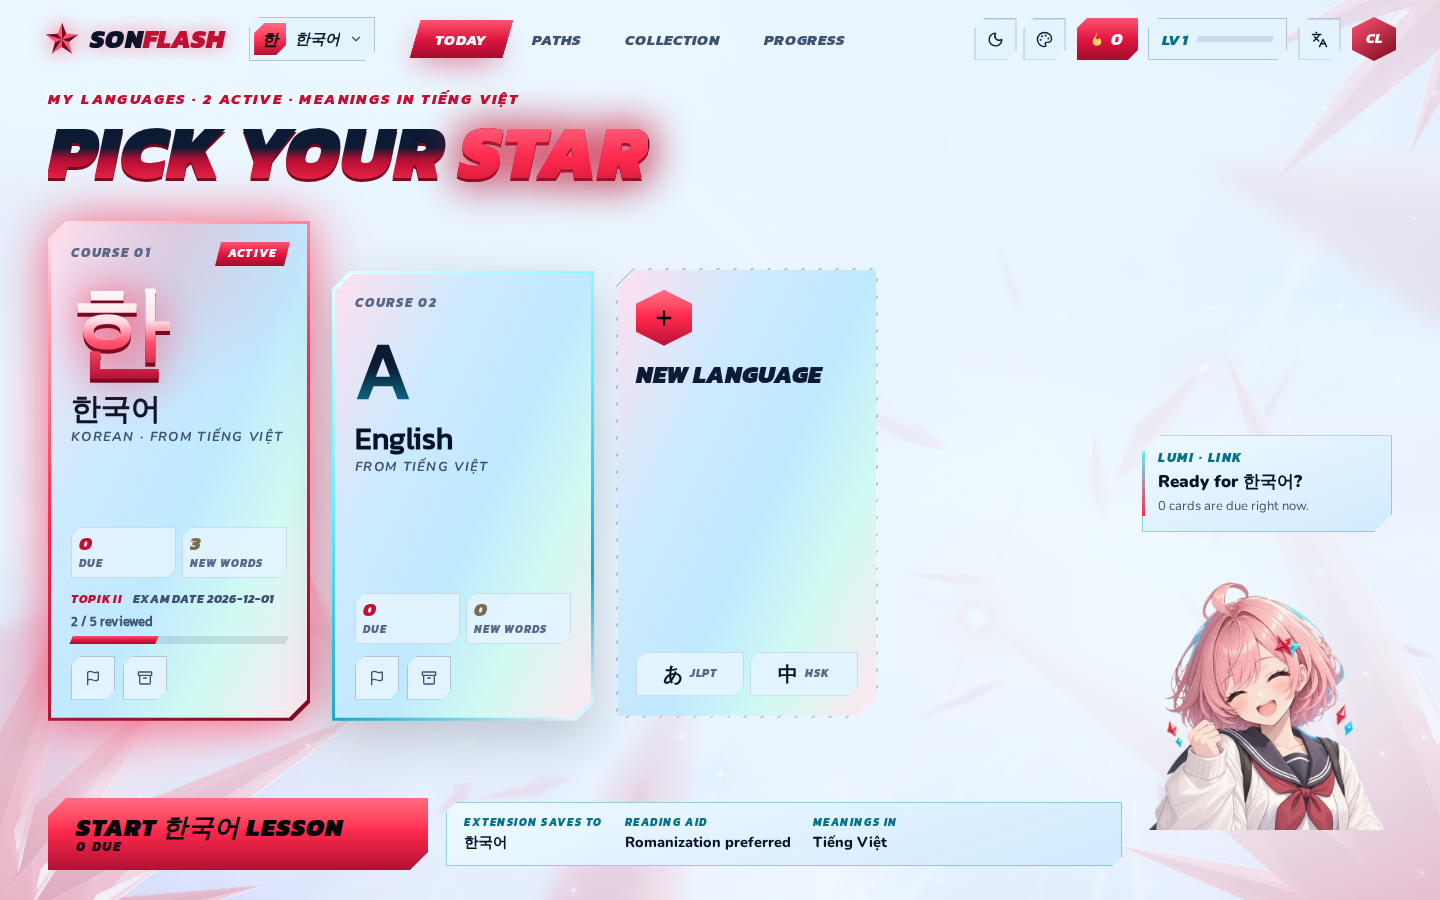 SONFLASH
한 한국어
TODAY PATHS COLLECTION PROGRESS
0
LV 1
CL
MY LANGUAGES · 2 ACTIVE · MEANINGS IN TIẾNG VIỆT
PICK YOUR STAR
COURSE 01
ACTIVE
한
한국어
KOREAN · FROM TIẾNG VIỆT
0
DUE
3
NEW WORDS
TOPIK II EXAM DATE 2026-12-01
2 / 5 reviewed
COURSE 02
A
English
FROM TIẾNG VIỆT
0
DUE
0
NEW WORDS
+
NEW LANGUAGE
あ JLPT
中 HSK
LUMI · LINK
Ready for 한국어?
0 cards are due right now.
START 한국어 LESSON
0 DUE
EXTENSION SAVES TO
한국어
READING AID
Romanization preferred
MEANINGS IN
Tiếng Việt